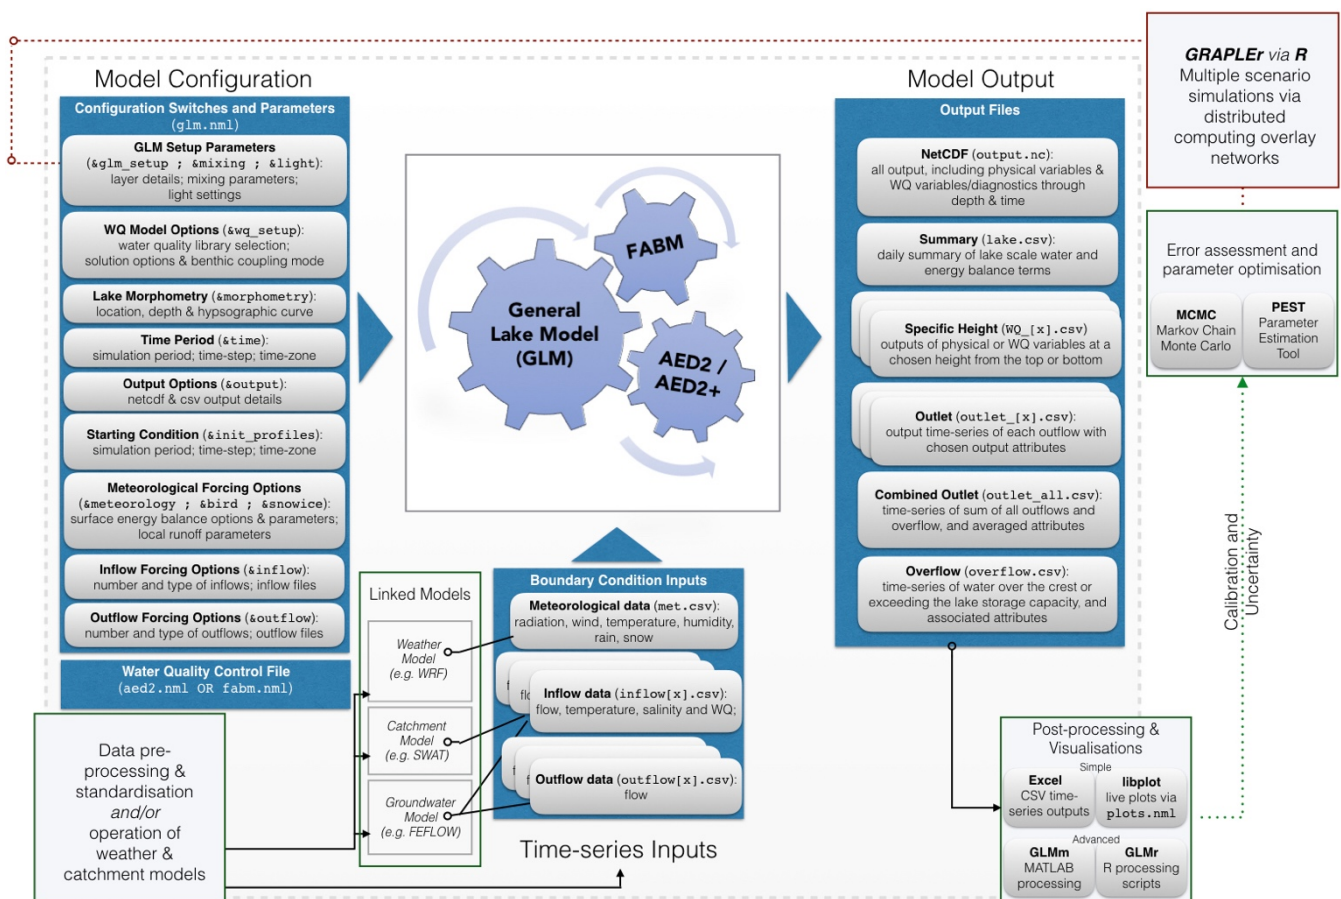 Model Configuration
Configuration Switches and Parameters
(glm.nml)
GLM Setup Parameters
(&glm_setup ; &mixing ; &light):
layer details; mixing parameters;
light settings
WQ Model Options (&wq_setup):
water quality library selection;
solution options & benthic coupling mode
Lake Morphometry (&morphometry):
location, depth & hypsographic curve
Time Period (&time):
simulation period; time-step; time-zone
Output Options (&output):
netcdf & csv output details
Starting Condition (&init_profiles):
simulation period; time-step; time-zone
Meteorological Forcing Options
(&meteorology ; &bird ; &snowice):
surface energy balance options & parameters;
local runoff parameters
Inflow Forcing Options (&inflow):
number and type of inflows; inflow files
Outflow Forcing Options (&outflow):
number and type of outflows; outflow files
Water Quality Control File
(aed2.nml OR fabm.nml)
Data pre-
processing &
standardisation
and/or
operation of
weather &
catchment models
General
Lake Model
(GLM)
FABM
AED2 /
AED2+
Linked Models
Weather
Model
(e.g. WRF)
Catchment
Model
(e.g. SWAT)
Groundwater
Model
(e.g. FEFLOW)
Boundary Condition Inputs
Meteorological data (met.csv):
radiation, wind, temperature, humidity,
rain, snow
Inflow data (inflow[x].csv):
flow, temperature, salinity and WQ;
Outflow data (outflow[x].csv):
flow
Time-series Inputs
Model Output
Output Files
NetCDF (output.nc):
all output, including physical variables &
WQ variables/diagnostics through
depth & time
Summary (lake.csv):
daily summary of lake scale water and
energy balance terms
Specific Height (WQ_[x].csv):
outputs of physical or WQ variables at a
chosen height from the top or bottom
Outlet (outlet_[x].csv):
output time-series of each outflow with
chosen output attributes
Combined Outlet (outlet_all.csv):
time-series of sum of all outflows and
overflow, and averaged attributes
Overflow (overflow.csv):
time-series of water over the crest or
exceeding the lake storage capacity, and
associated attributes
GRAPLEr via R
Multiple scenario
simulations via
distributed
computing overlay
networks
Error assessment and
parameter optimisation
MCMC
Markov Chain
Monte Carlo
PEST
Parameter
Estimation
Tool
Calibration and
Uncertainty
Post-processing &
Visualisations
Simple
Excel
CSV time-
series outputs
libplot
live plots via
plots.nml
Advanced
GLMm
MATLAB
processing
GLMr
R processing
scripts